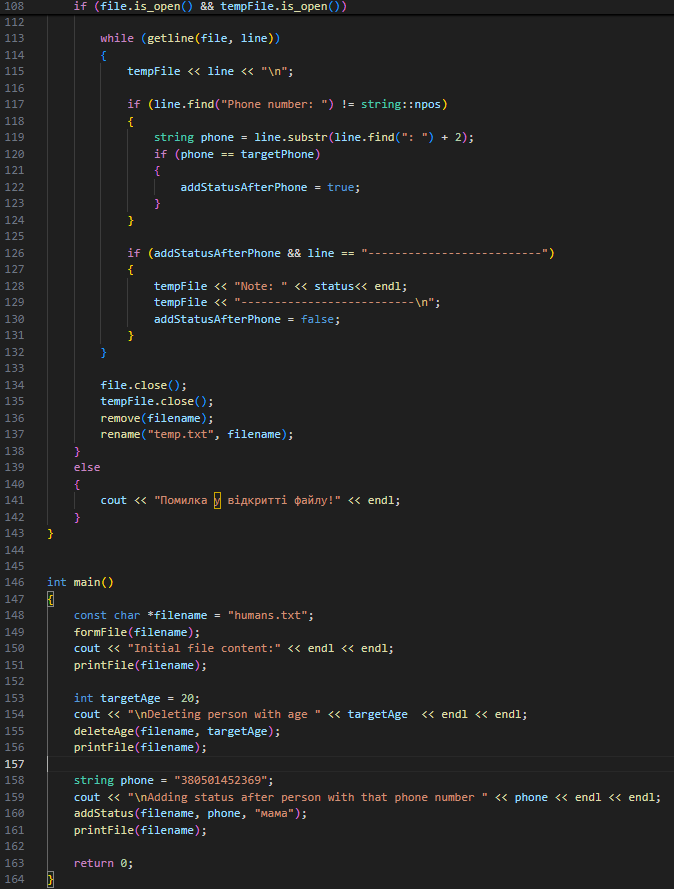 108 if (file.is_open() && tempFile.is_open())
112
113 while (getline(file, line))
114 {
115 tempFile << line << "\n";
116
117 if (line.find("Phone number: ") != string::npos)
118 {
119 string phone = line.substr(line.find(": ") + 2);
120 if (phone == targetPhone)
121 {
122 addStatusAfterPhone = true;
123 }
124 }
125
126 if (addStatusAfterPhone && line == "--------------------------")
127 {
128 tempFile << "Note: " << status<< endl;
129 tempFile << "--------------------------\n";
130 addStatusAfterPhone = false;
131 }
132 }
133
134 file.close();
135 tempFile.close();
136 remove(filename);
137 rename("temp.txt", filename);
138 }
139 else
140 {
141 cout << "Помилка у відкритті файлу!" << endl;
142 }
143 }
144
145
146 int main()
147 {
148 const char *filename = "humans.txt";
149 formFile(filename);
150 cout << "Initial file content:" << endl << endl;
151 printFile(filename);
152
153 int targetAge = 20;
154 cout << "\nDeleting person with age " << targetAge  << endl << endl;
155 deleteAge(filename, targetAge);
156 printFile(filename);
157
158 string phone = "380501452369";
159 cout << "\nAdding status after person with that phone number " << phone << endl << endl;
160 addStatus(filename, phone, "мама");
161 printFile(filename);
162
163 return 0;
164 }